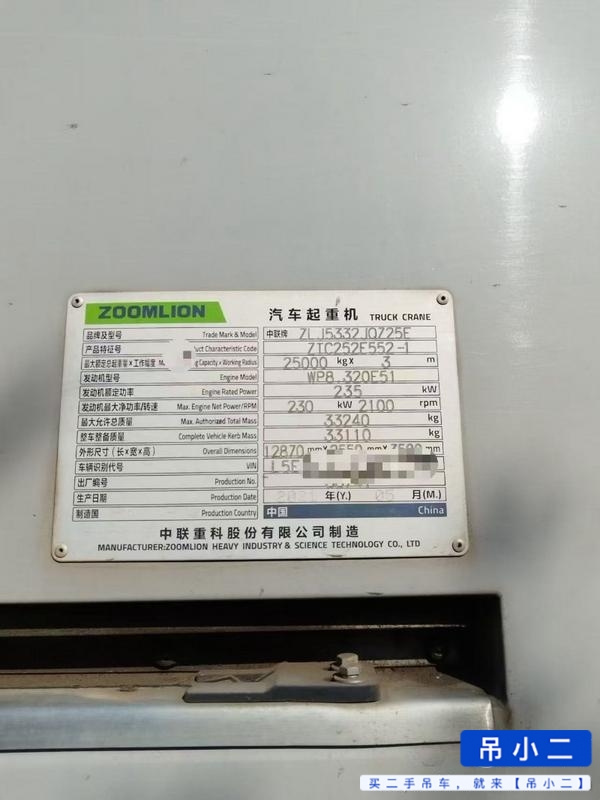 ZOOMLION 汽车起重机 TRUCK CRANE
品牌及型号 Trade Mark & Model 中联牌 ZLJ5332JQZ25E
产品特征号 uct Characteristic Code ZTC252E552-1
最大额定总起重量×工作幅度 M g Capacity × Working Radius 25000 kg× 3 m
发动机型号 Engine Model WP8.320E51
发动机额定功率 Engine Rated Power 235 kW
发动机最大净功率/转速 Max. Engine Net Power/RPM 230 kW 2100 rpm
最大允许总质量 Max. Authorized Total Mass 33240 kg
整车整备质量 Complete Vehicle Kerb Mass 33110 kg
外形尺寸(长×宽×高) Overall Dimensions 12870 mm× mm× mm
车辆识别代号 VIN L5E
出厂编号 Production No.
生产日期 Production Date 2021 年(Y.) 05 月(M.)
制造国 Production Country 中国 China
中联重科股份有限公司制造
MANUFACTURER:ZOOMLION HEAVY INDUSTRY & SCIENCE TECHNOLOGY CO., LTD
吊小二
买二手吊车,就来【吊小二】